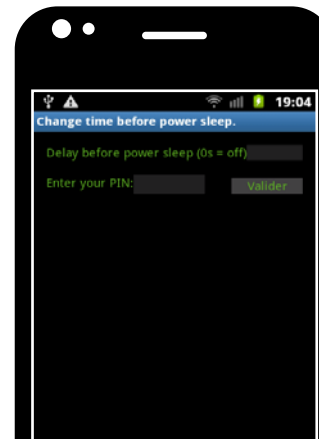 19:04
Change time before power sleep.
Delay before power sleep (0s = off)
Enter your PIN: Valider